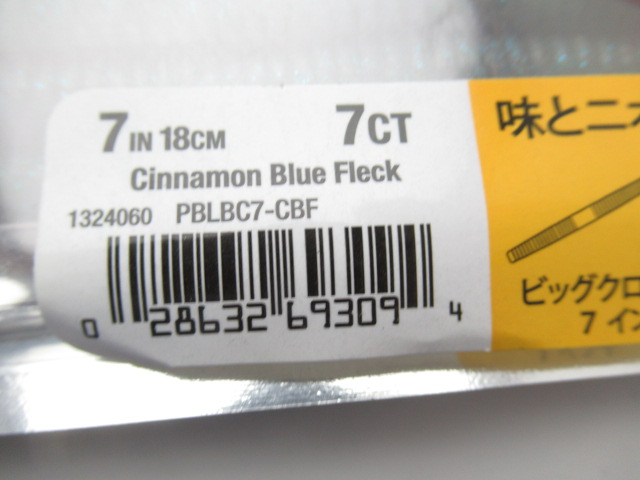 7IN 18CM 7CT
Cinnamon Blue Fleck
1324060 PBLBC7-CBF
0 28632 69309 4
味とニオ
ビッグクロ
7 イン